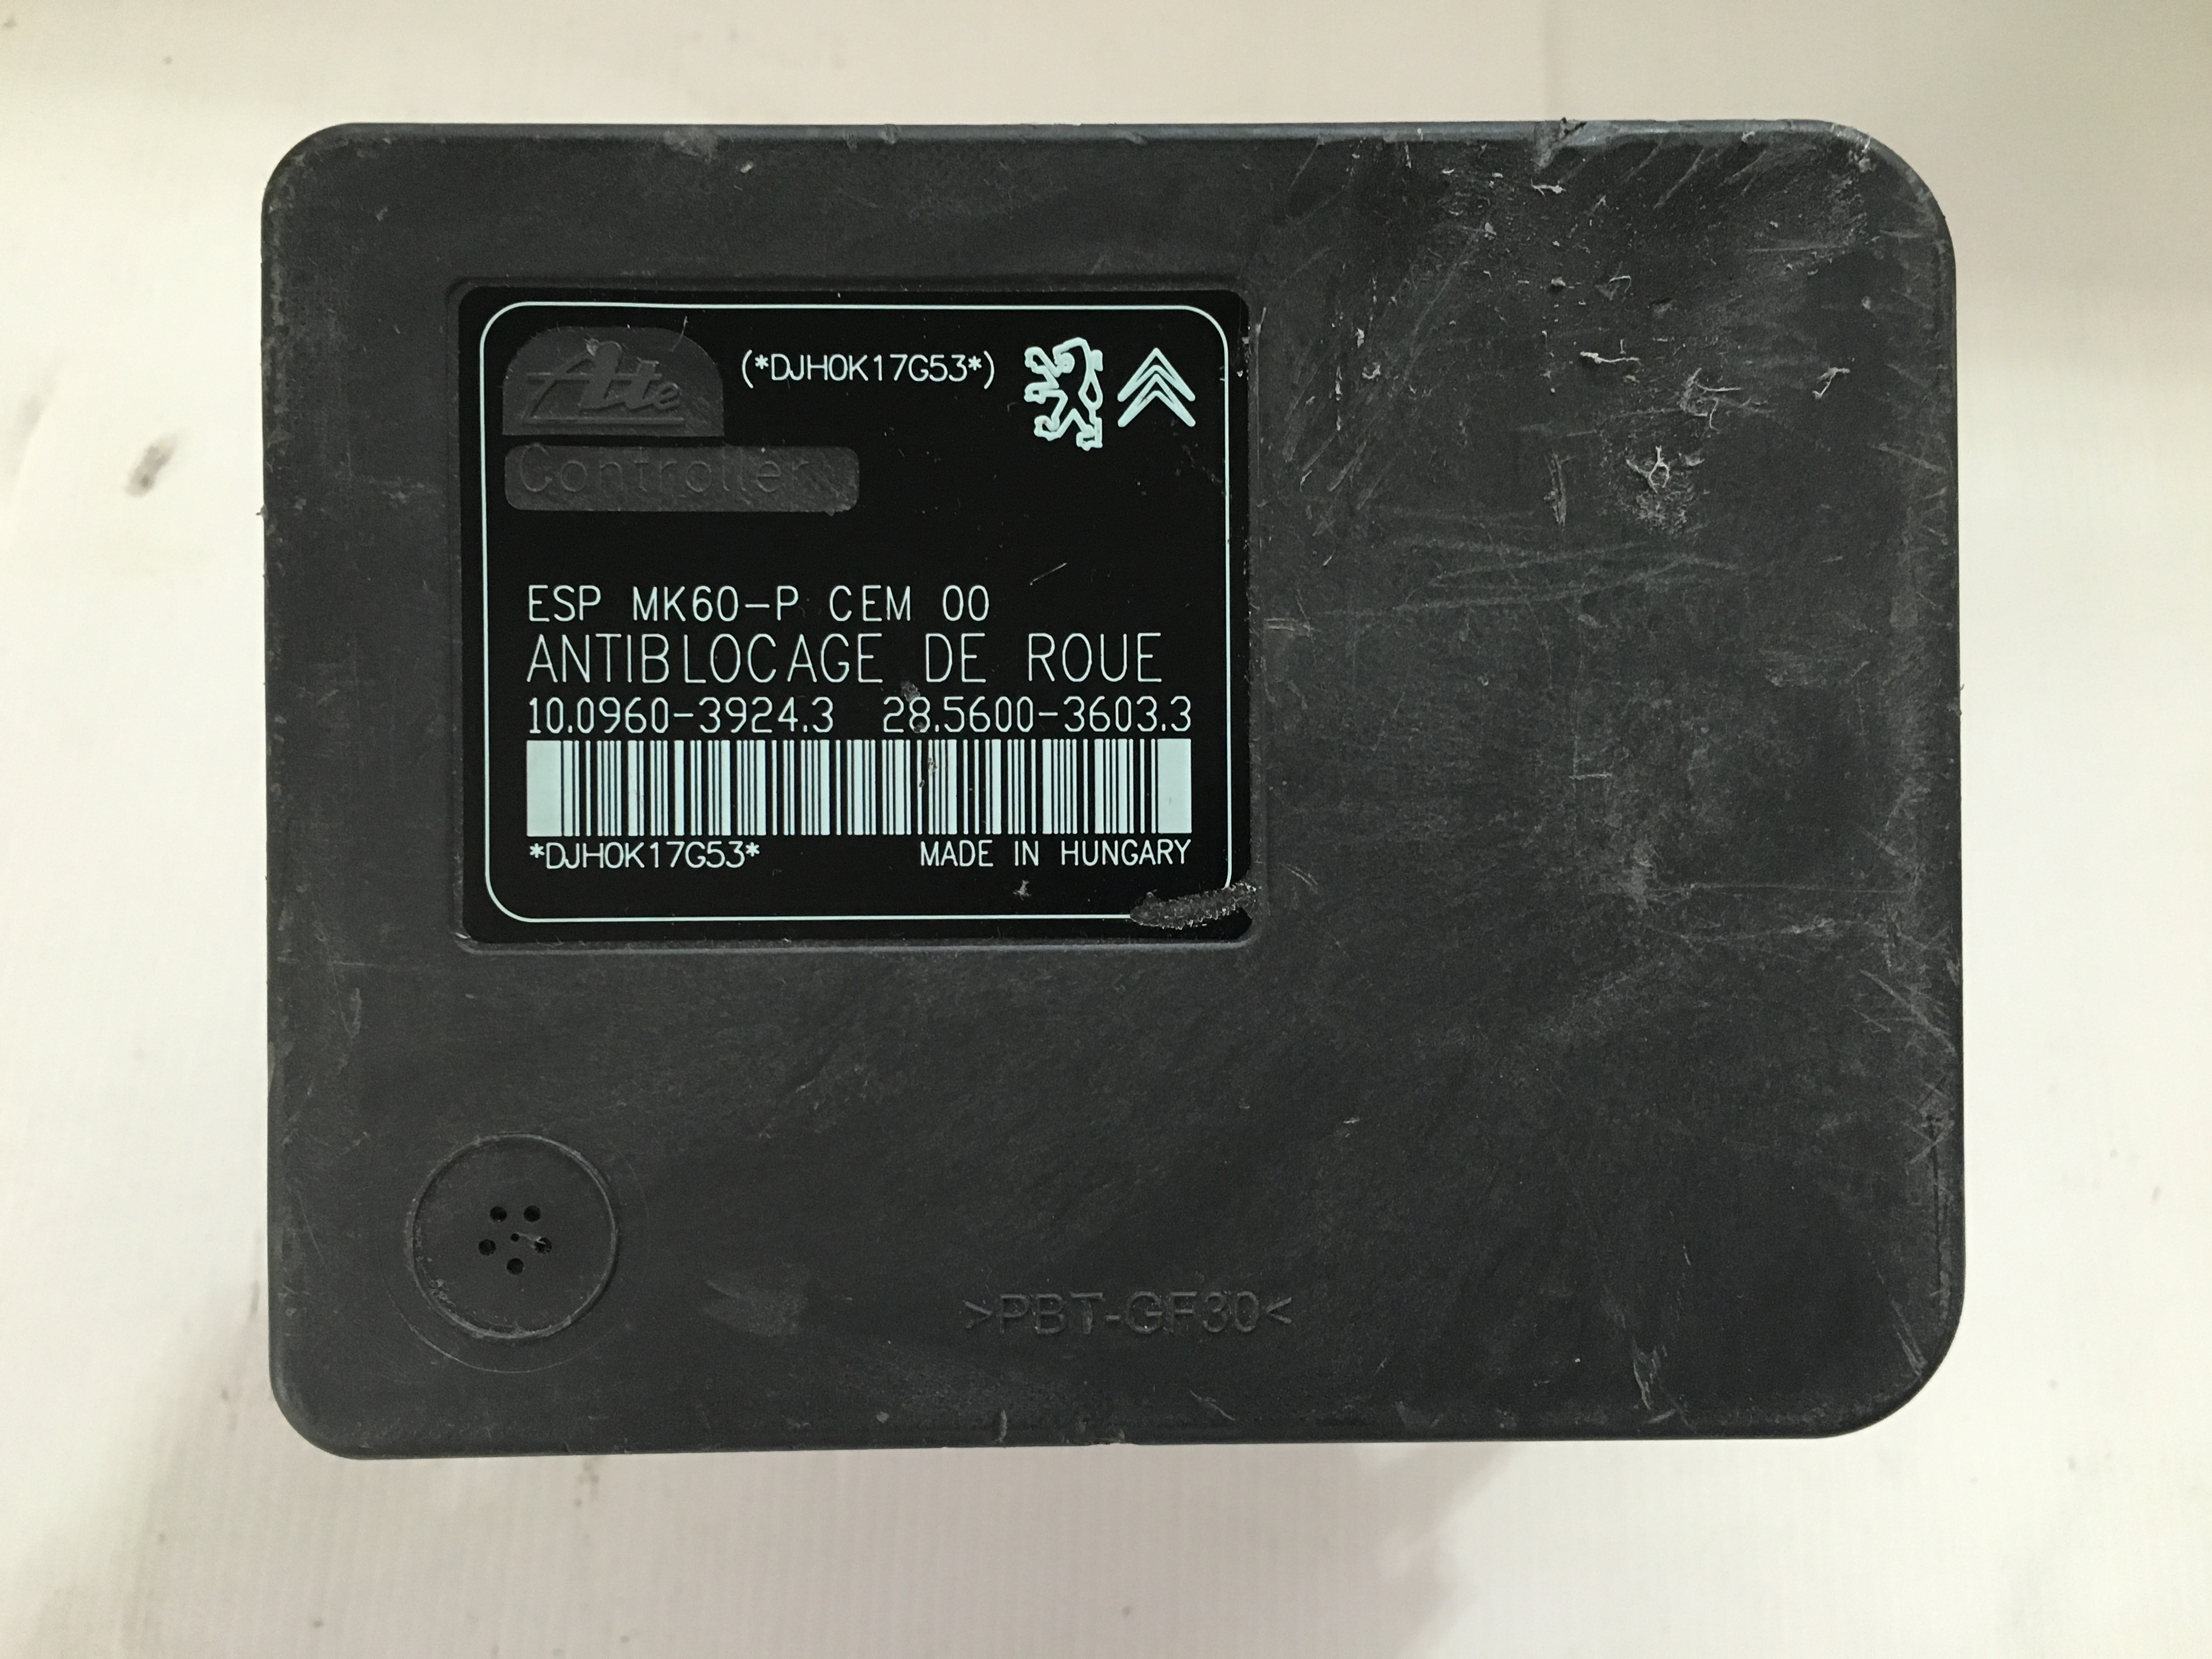 Ate
(*DJH0K17G53*)
Controller
ESP MK60-P CEM 00
ANTIBLOCAGE DE ROUE
10.0960-3924.3 28.5600-3603.3
*DJH0K17G53* MADE IN HUNGARY
>PBT-GF30<